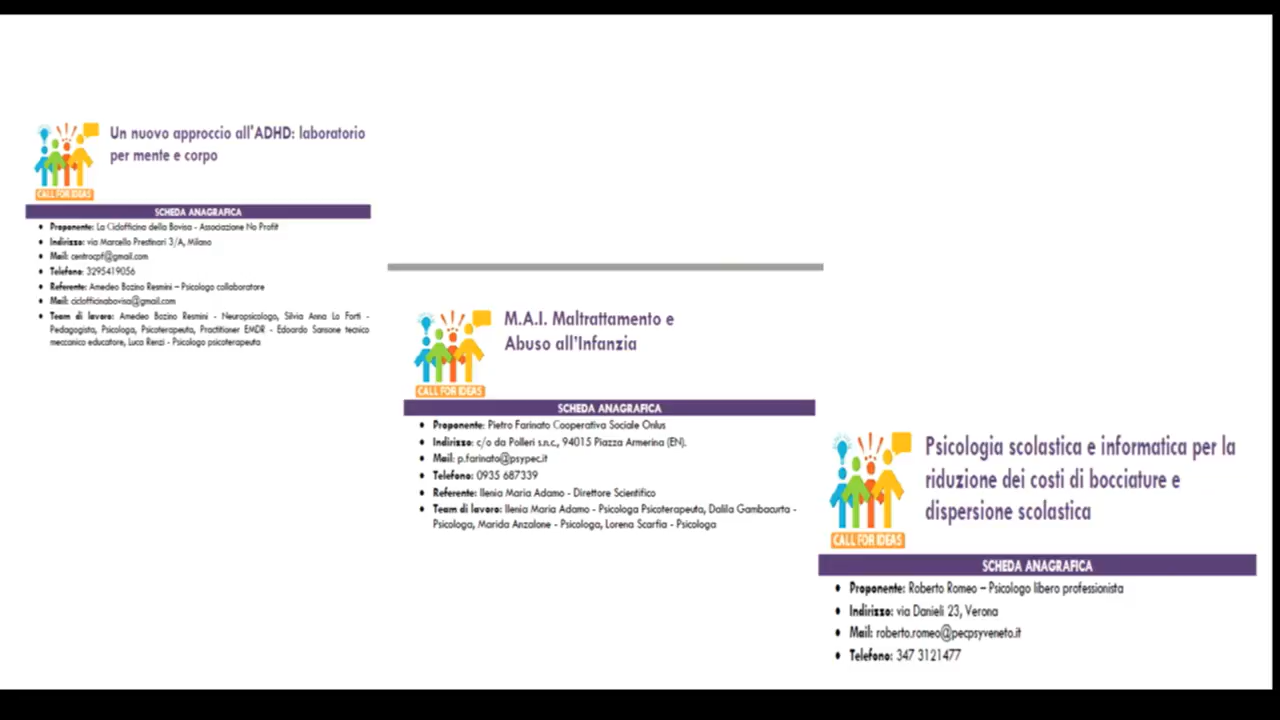 Un nuovo approccio all'ADHD: laboratorio
per mente e corpo
CALL FOR IDEAS
SCHEDA ANAGRAFICA
• Proponente: La Ciclofficina della Bovisa - Associazione No Profit
• Indirizzo: via Marcello Prestinari 3/A, Milano
• Mail: centrocpf@gmail.com
• Telefono: 3295419056
• Referente: Amedeo Bozino Resmini – Psicologo collaboratore
• Mail: ciclofficinabovisa@gmail.com
• Team di lavoro: Amedeo Bozino Resmini - Neuropsicologo, Silvia Anna Lo Forti -
Pedagogista, Psicologa, Psicoterapeuta, Practitioner EMDR - Edoardo Sansone tecnico
meccanico educatore, Luca Renzi - Psicologo psicoterapeuta
M.A.I. Maltrattamento e
Abuso all'Infanzia
CALL FOR IDEAS
SCHEDA ANAGRAFICA
• Proponente: Pietro Farinato Cooperativa Sociale Onlus
• Indirizzo: c/o da Polleri s.n.c., 94015 Piazza Armerina (EN).
• Mail: p.farinato@psypec.it
• Telefono: 0935 687339
• Referente: Ilenia Maria Adamo - Direttore Scientifico
• Team di lavoro: Ilenia Maria Adamo - Psicologa Psicoterapeuta, Dalila Gambacurta -
Psicologa, Marida Anzalone - Psicologa, Lorena Scarfia - Psicologa
Psicologia scolastica e informatica per la
riduzione dei costi di bocciature e
dispersione scolastica
CALL FOR IDEAS
SCHEDA ANAGRAFICA
• Proponente: Roberto Romeo – Psicologo libero professionista
• Indirizzo: via Danieli 23, Verona
• Mail: roberto.romeo@pecpsyveneto.it
• Telefono: 347 3121477